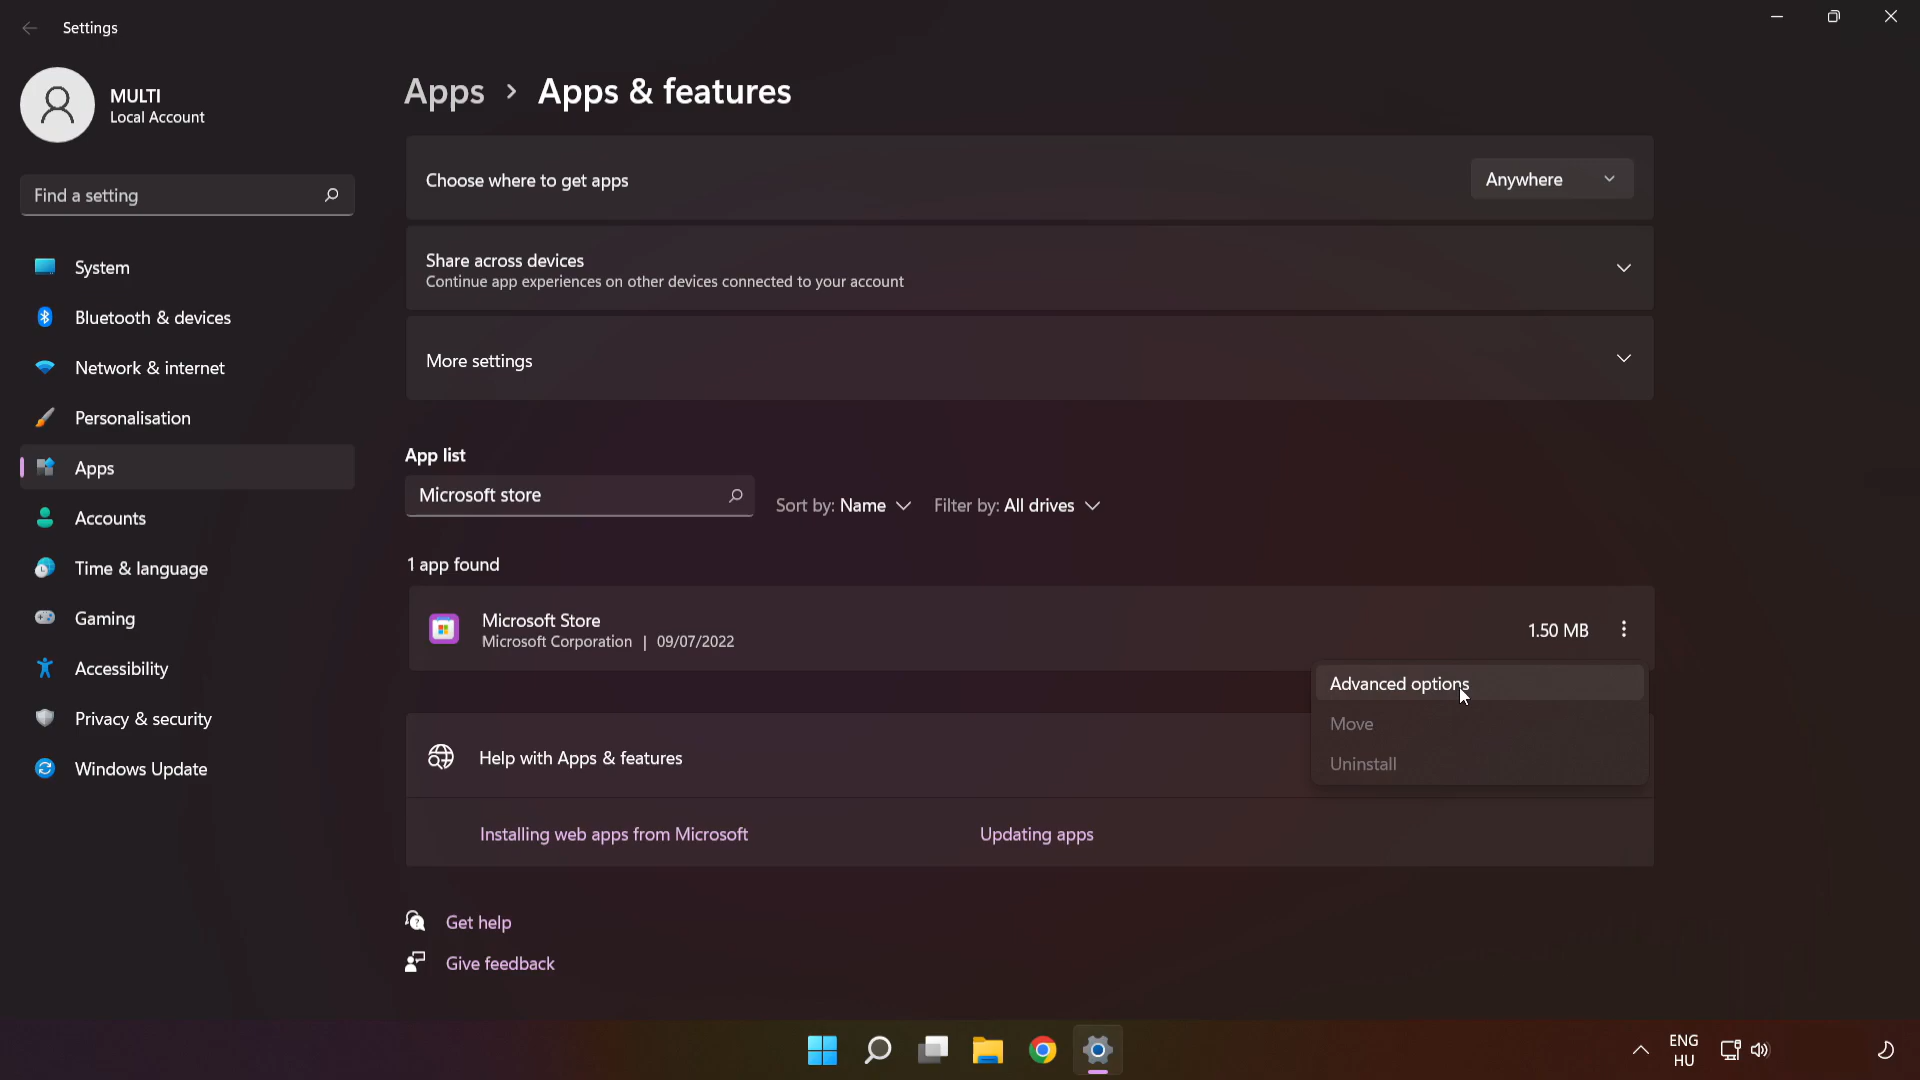 Settings
MULTI
Local Account
Find a setting
System
Bluetooth & devices
Network & internet
Personalisation
Apps
Accounts
Time & language
Gaming
Accessibility
Privacy & security
Windows Update
Apps › Apps & features
Choose where to get apps
Anywhere
Share across devices
Continue app experiences on other devices connected to your account
More settings
App list
Microsoft store
Sort by: Name
Filter by: All drives
1 app found
Microsoft Store
Microsoft Corporation | 09/07/2022
1.50 MB
Advanced options
Move
Uninstall
Help with Apps & features
Installing web apps from Microsoft
Updating apps
Get help
Give feedback
ENG
HU